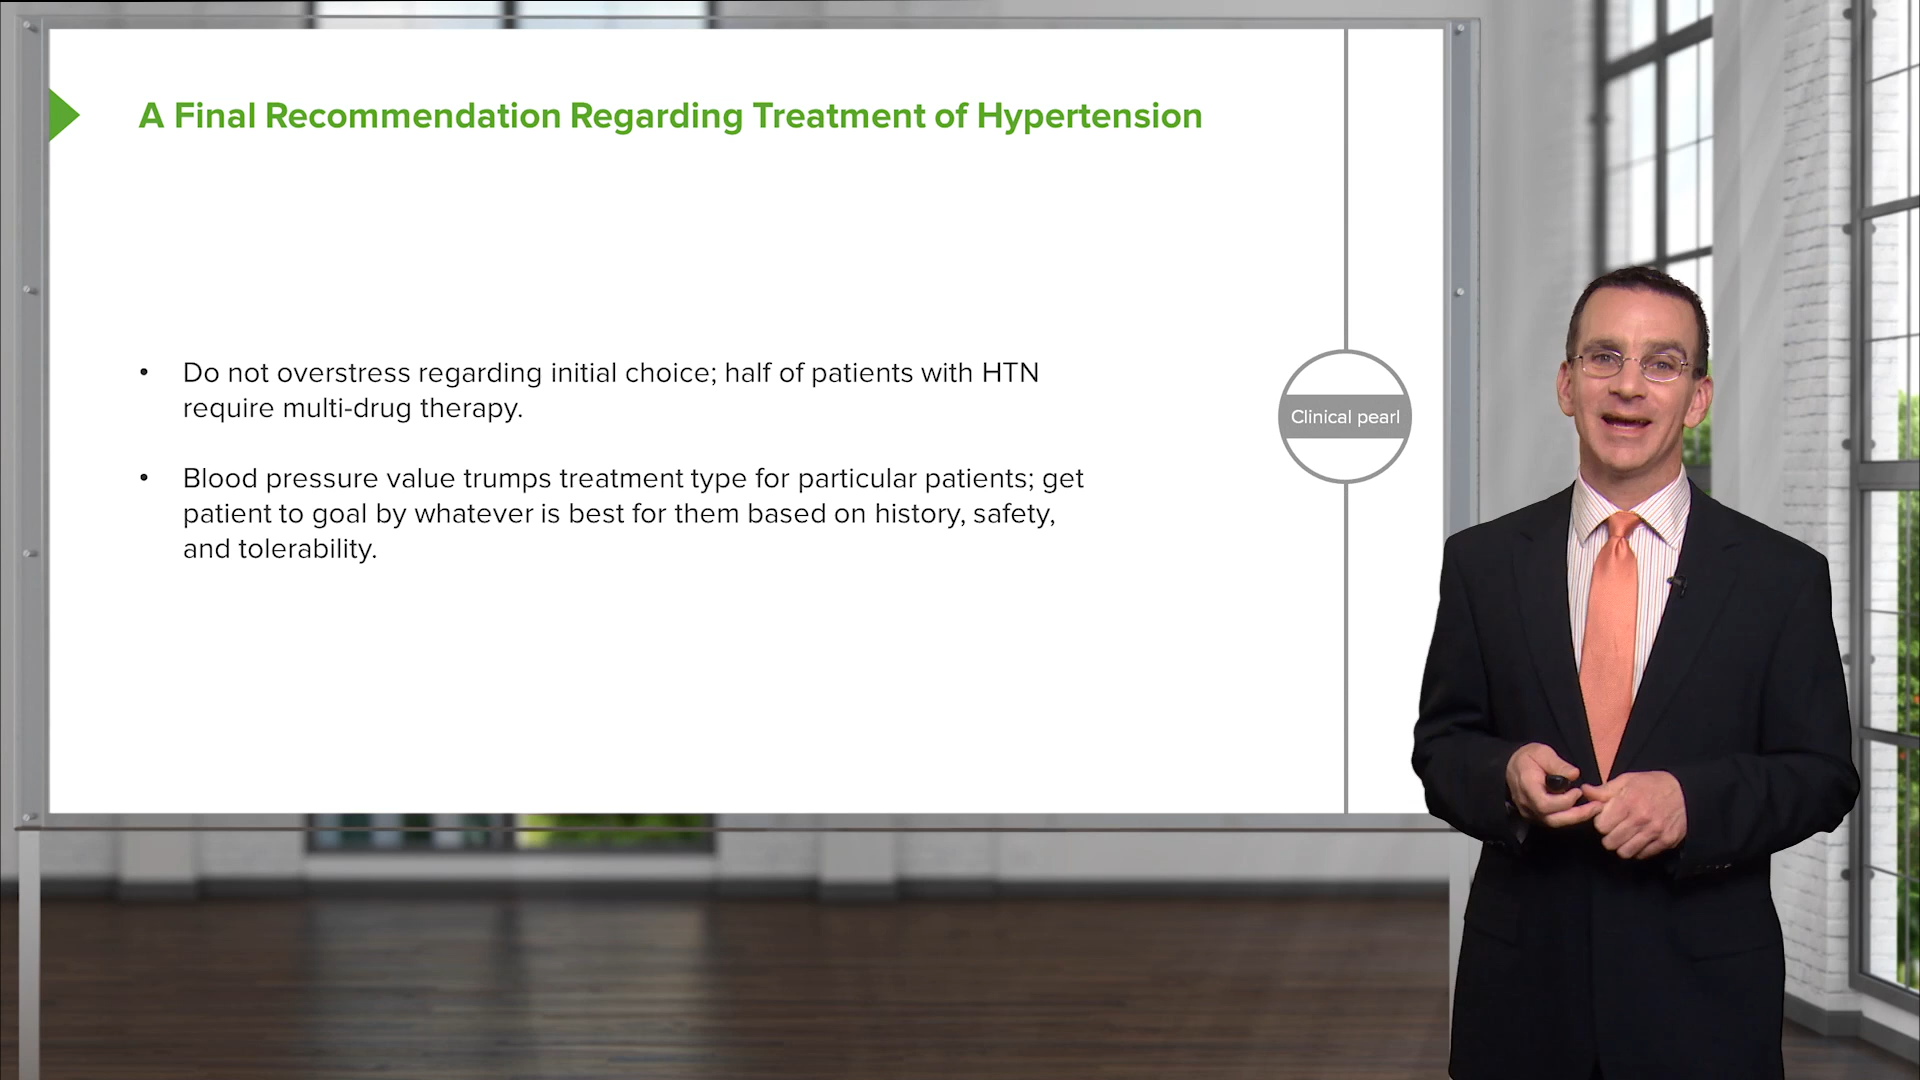 A Final Recommendation Regarding Treatment of Hypertension
• Do not overstress regarding initial choice; half of patients with HTN
require multi-drug therapy.
• Blood pressure value trumps treatment type for particular patients; get
patient to goal by whatever is best for them based on history, safety,
and tolerability.
Clinical pearl